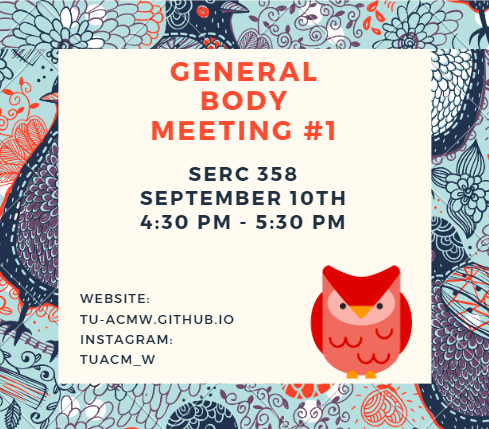 GENERAL
BODY
MEETING #1
SERC 358
SEPTEMBER 10TH
4:30 PM - 5:30 PM
WEBSITE:
TU-ACMW.GITHUB.IO
INSTAGRAM:
TUACM_W